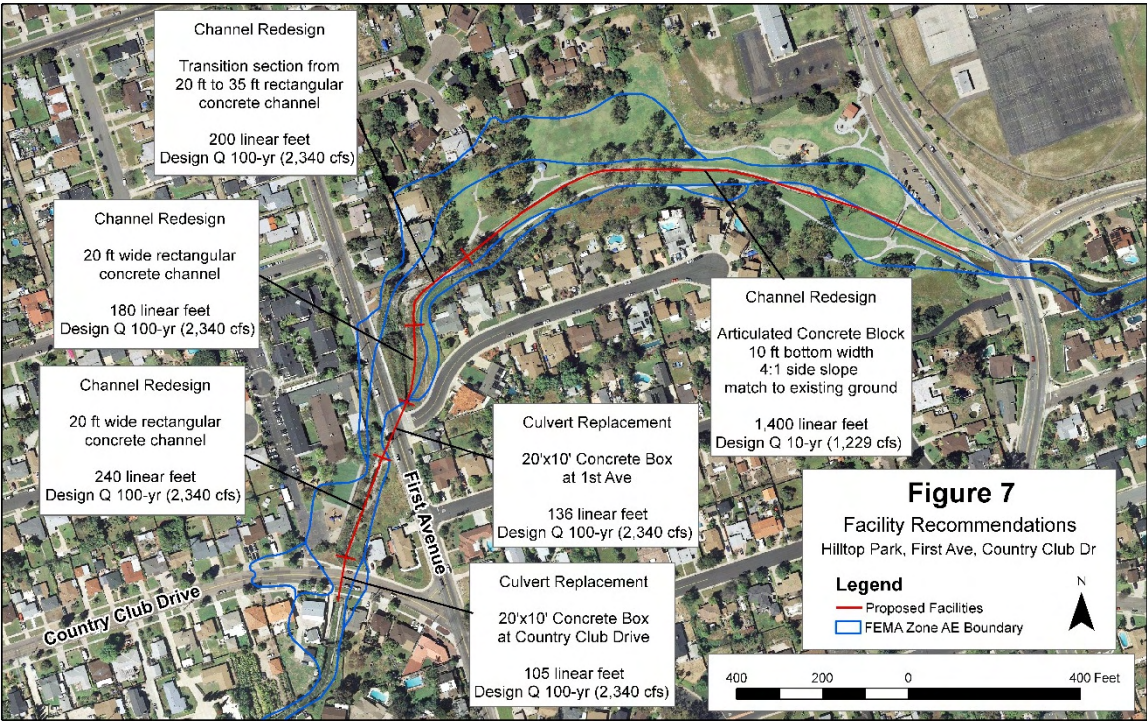 Channel Redesign
Transition section from
20 ft to 35 ft rectangular
concrete channel
200 linear feet
Design Q 100-yr (2,340 cfs)
Channel Redesign
20 ft wide rectangular
concrete channel
180 linear feet
Design Q 100-yr (2,340 cfs)
Channel Redesign
20 ft wide rectangular
concrete channel
240 linear feet
Design Q 100-yr (2,340 cfs)
Channel Redesign
Articulated Concrete Block
10 ft bottom width
4:1 side slope
match to existing ground
1,400 linear feet
Design Q 10-yr (1,229 cfs)
Culvert Replacement
20'x10' Concrete Box
at 1st Ave
136 linear feet
Design Q 100-yr (2,340 cfs)
Culvert Replacement
20'x10' Concrete Box
at Country Club Drive
105 linear feet
Design Q 100-yr (2,340 cfs)
First Avenue
Country Club Drive
Figure 7
Facility Recommendations
Hilltop Park, First Ave, Country Club Dr
Legend
Proposed Facilities
FEMA Zone AE Boundary
N
400 200 0 400 Feet